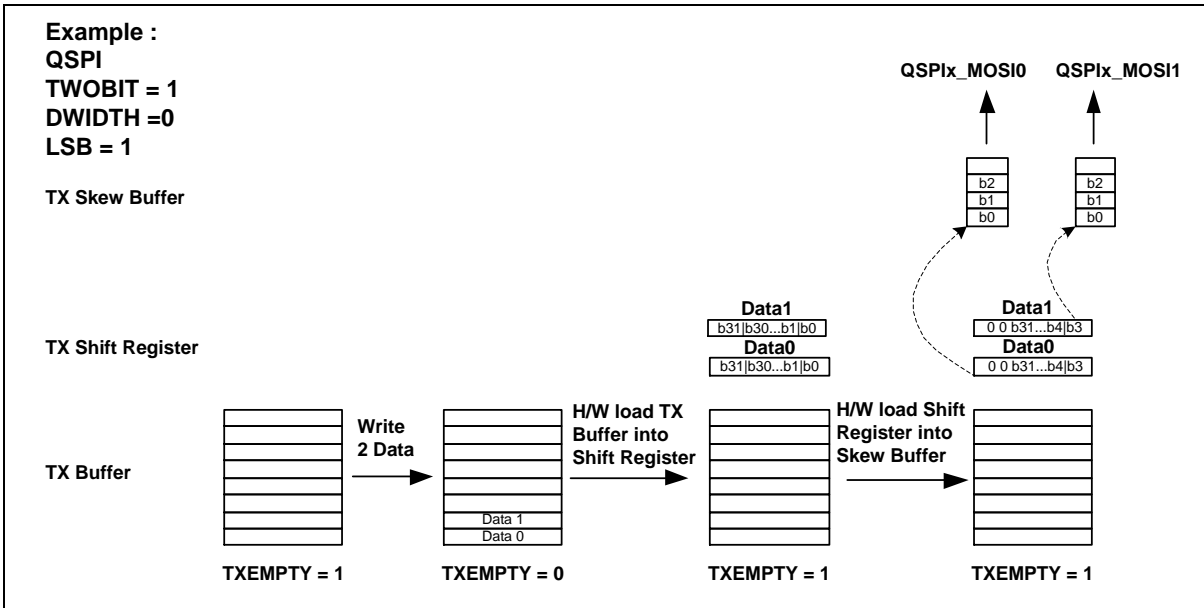 Example :
QSPI
TWOBIT = 1
DWIDTH =0
LSB = 1
QSPIx_MOSI0
QSPIx_MOSI1
TX Skew Buffer
b2
b1
b0
b2
b1
b0
TX Shift Register
Data1
b31|b30...b1|b0
Data0
b31|b30...b1|b0
Data1
0 0 b31...b4|b3
Data0
0 0 b31...b4|b3
TX Buffer
Write
2 Data
Data 1
Data 0
H/W load TX
Buffer into
Shift Register
H/W load Shift
Register into
Skew Buffer
TXEMPTY = 1
TXEMPTY = 0
TXEMPTY = 1
TXEMPTY = 1